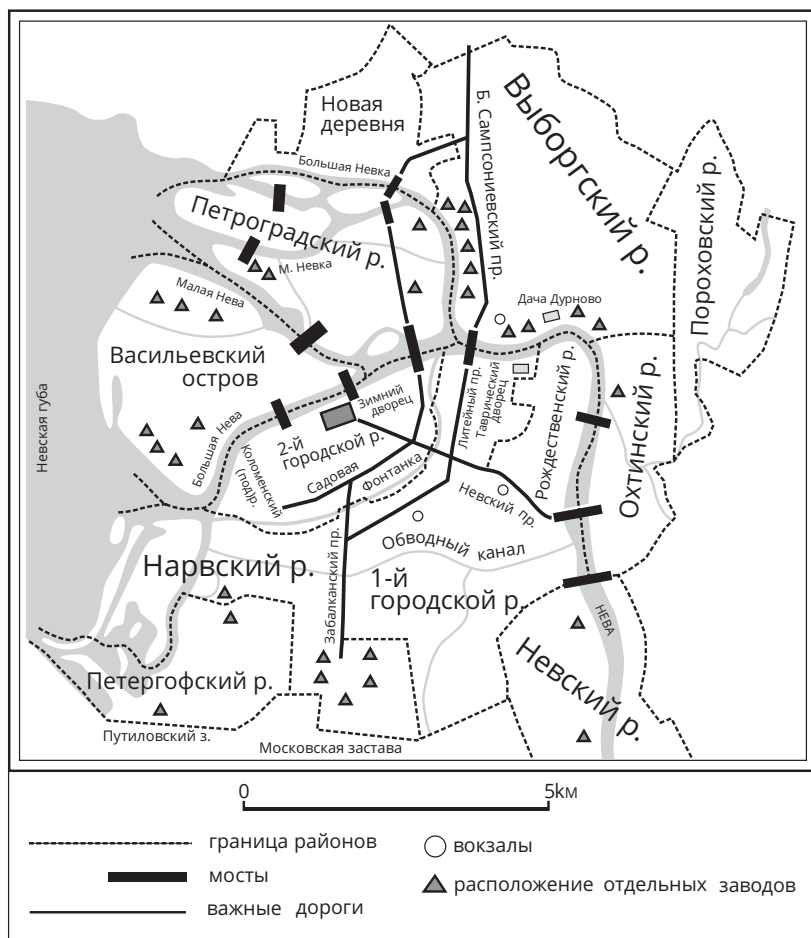 Новая
деревня
Большая Невка
Б. Сампсониевский пр.
Выборгский р.
Пороховский р.
Петроградский р.
М. Невка
Малая Нева
Дача Дурново
Васильевский
остров
Зимний
дворец
Литейный пр.
Таврический
дворец
Рождественский р.
Охтинский р.
Невская губа
Большая Нева
2-й
городской р.
Коломенский
(под)р.
Садовая
Фонтанка
Невский пр.
Обводный канал
Забалканский пр.
Нарвский р.
1-й
городской р.
НЕВА
Невский р.
Петергофский р.
Путиловский з.
Московская застава
0 5км
граница районов
вокзалы
мосты
расположение отдельных заводов
важные дороги